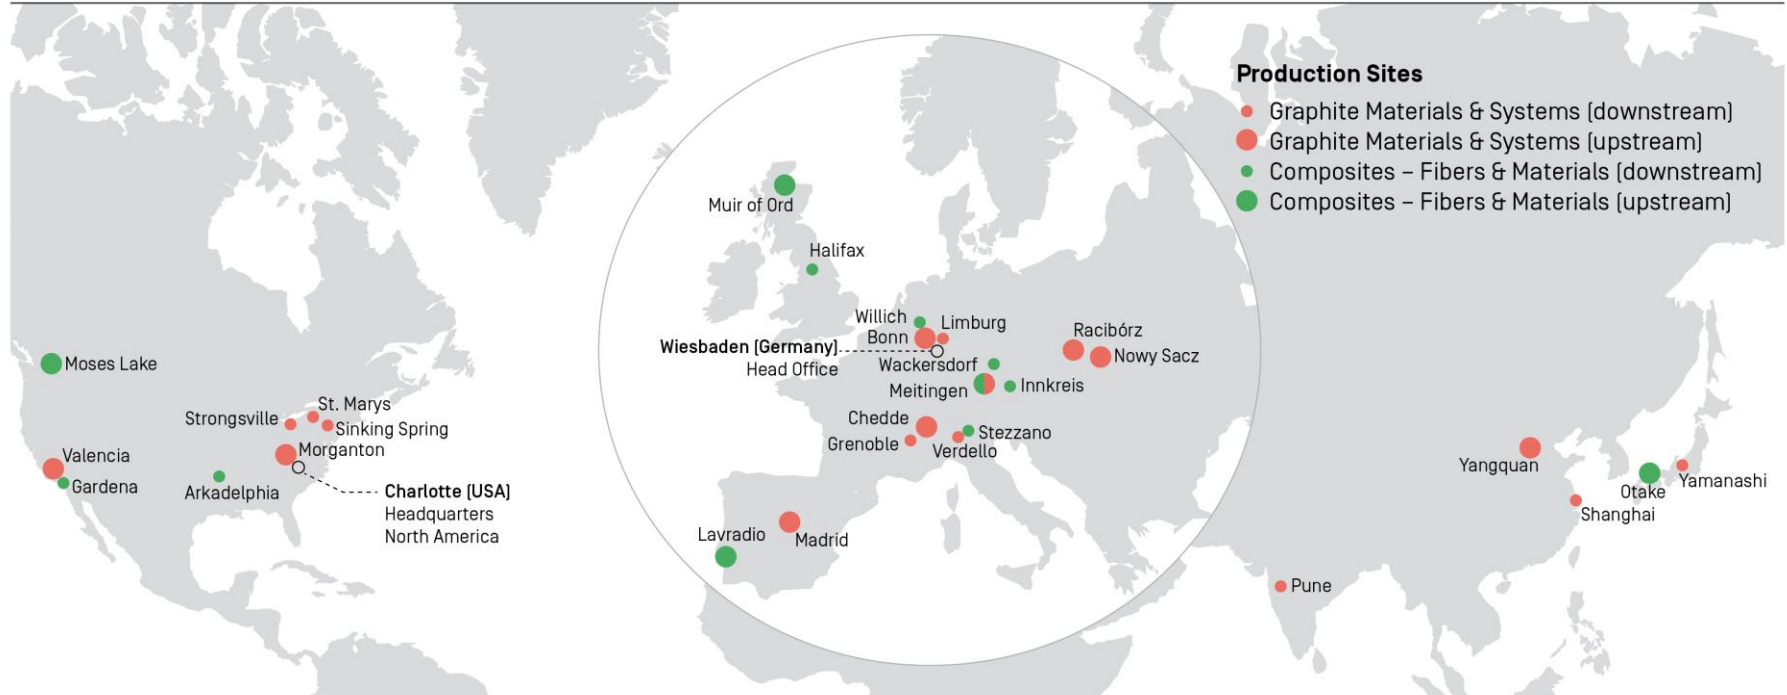 Production Sites
Graphite Materials & Systems (downstream)
Graphite Materials & Systems (upstream)
Composites – Fibers & Materials (downstream)
Composites – Fibers & Materials (upstream)
Moses Lake
Valencia
Gardena
Strongsville
St. Marys
Sinking Spring
Morganton
Arkadelphia
Charlotte (USA)
Headquarters
North America
Muir of Ord
Halifax
Willich
Limburg
Bonn
Wiesbaden (Germany)
Head Office
Wackersdorf
Meitingen
Innkreis
Racibórz
Nowy Sacz
Chedde
Grenoble
Stezzano
Verdello
Lavradio
Madrid
Yangquan
Otake
Yamanashi
Shanghai
Pune